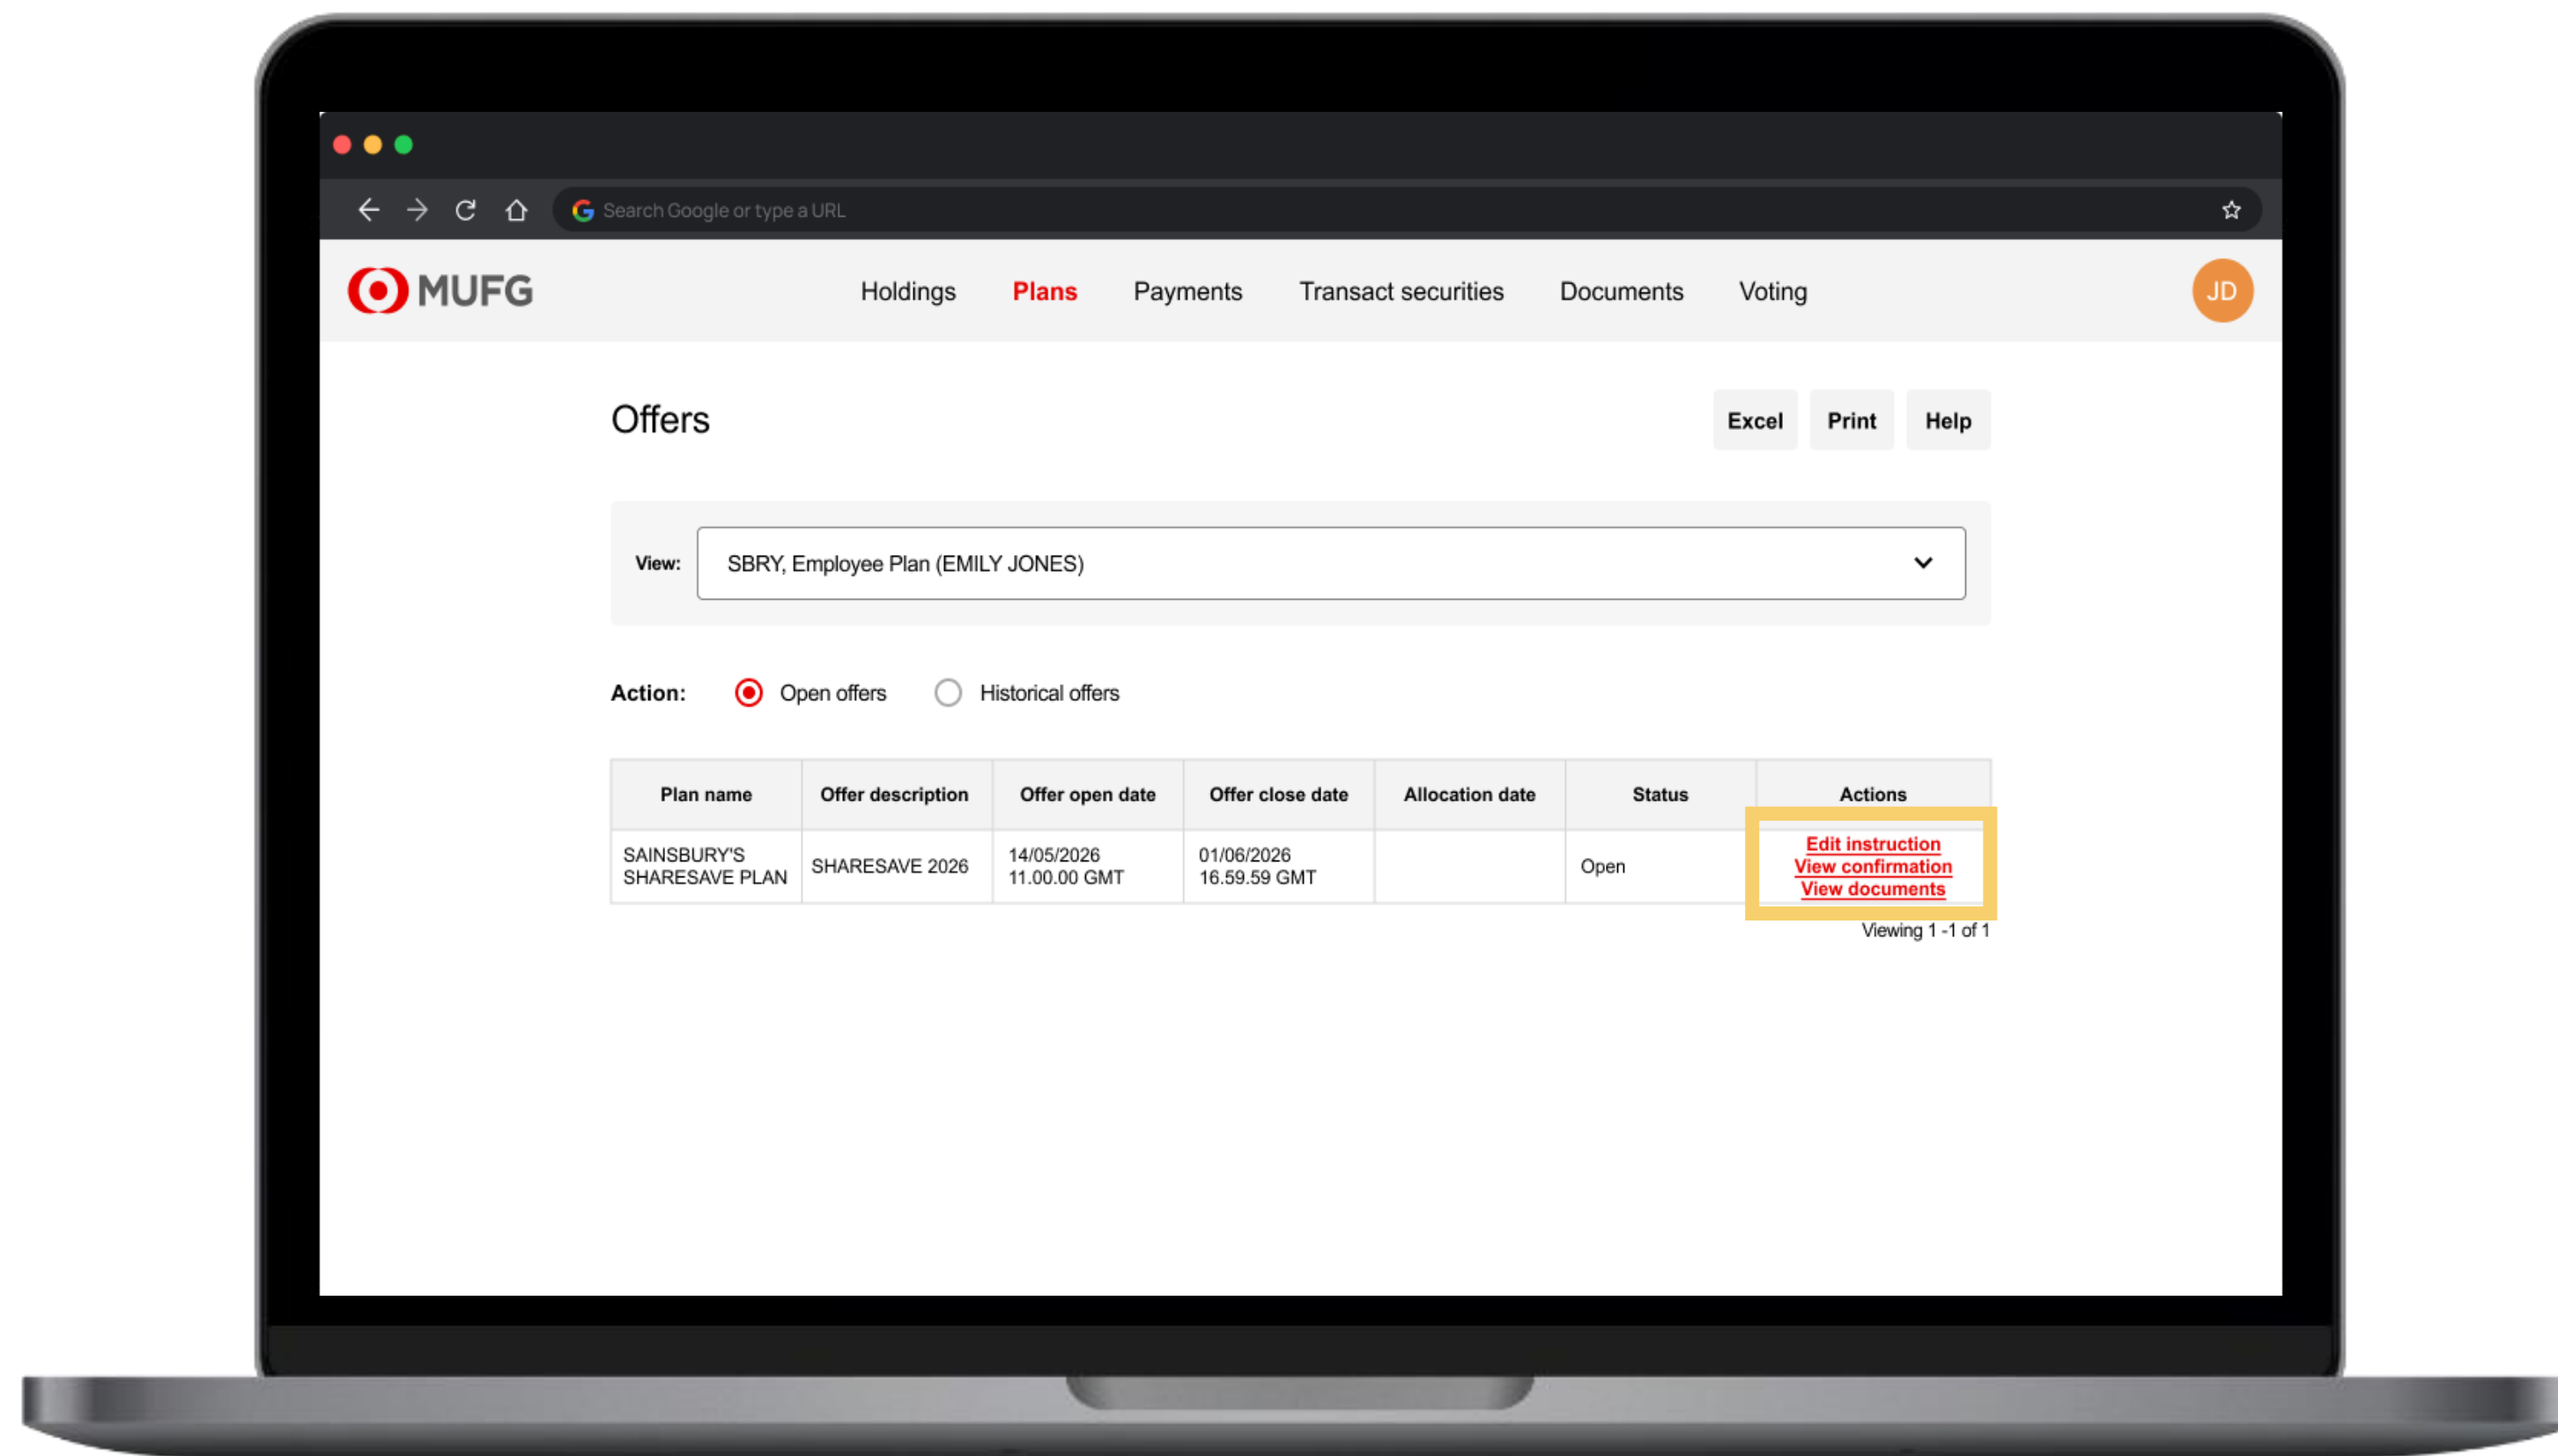 Search Google or type a URL
MUFG
Holdings Plans Payments Transact securities Documents Voting
JD
Offers
Excel Print Help
View: SBRY, Employee Plan (EMILY JONES)
Action: Open offers Historical offers
Plan name Offer description Offer open date Offer close date Allocation date Status Actions
SAINSBURY'S
SHARESAVE PLAN
SHARESAVE 2026
14/05/2026
11.00.00 GMT
01/06/2026
16.59.59 GMT
Open
Edit instruction
View confirmation
View documents
Viewing 1 -1 of 1